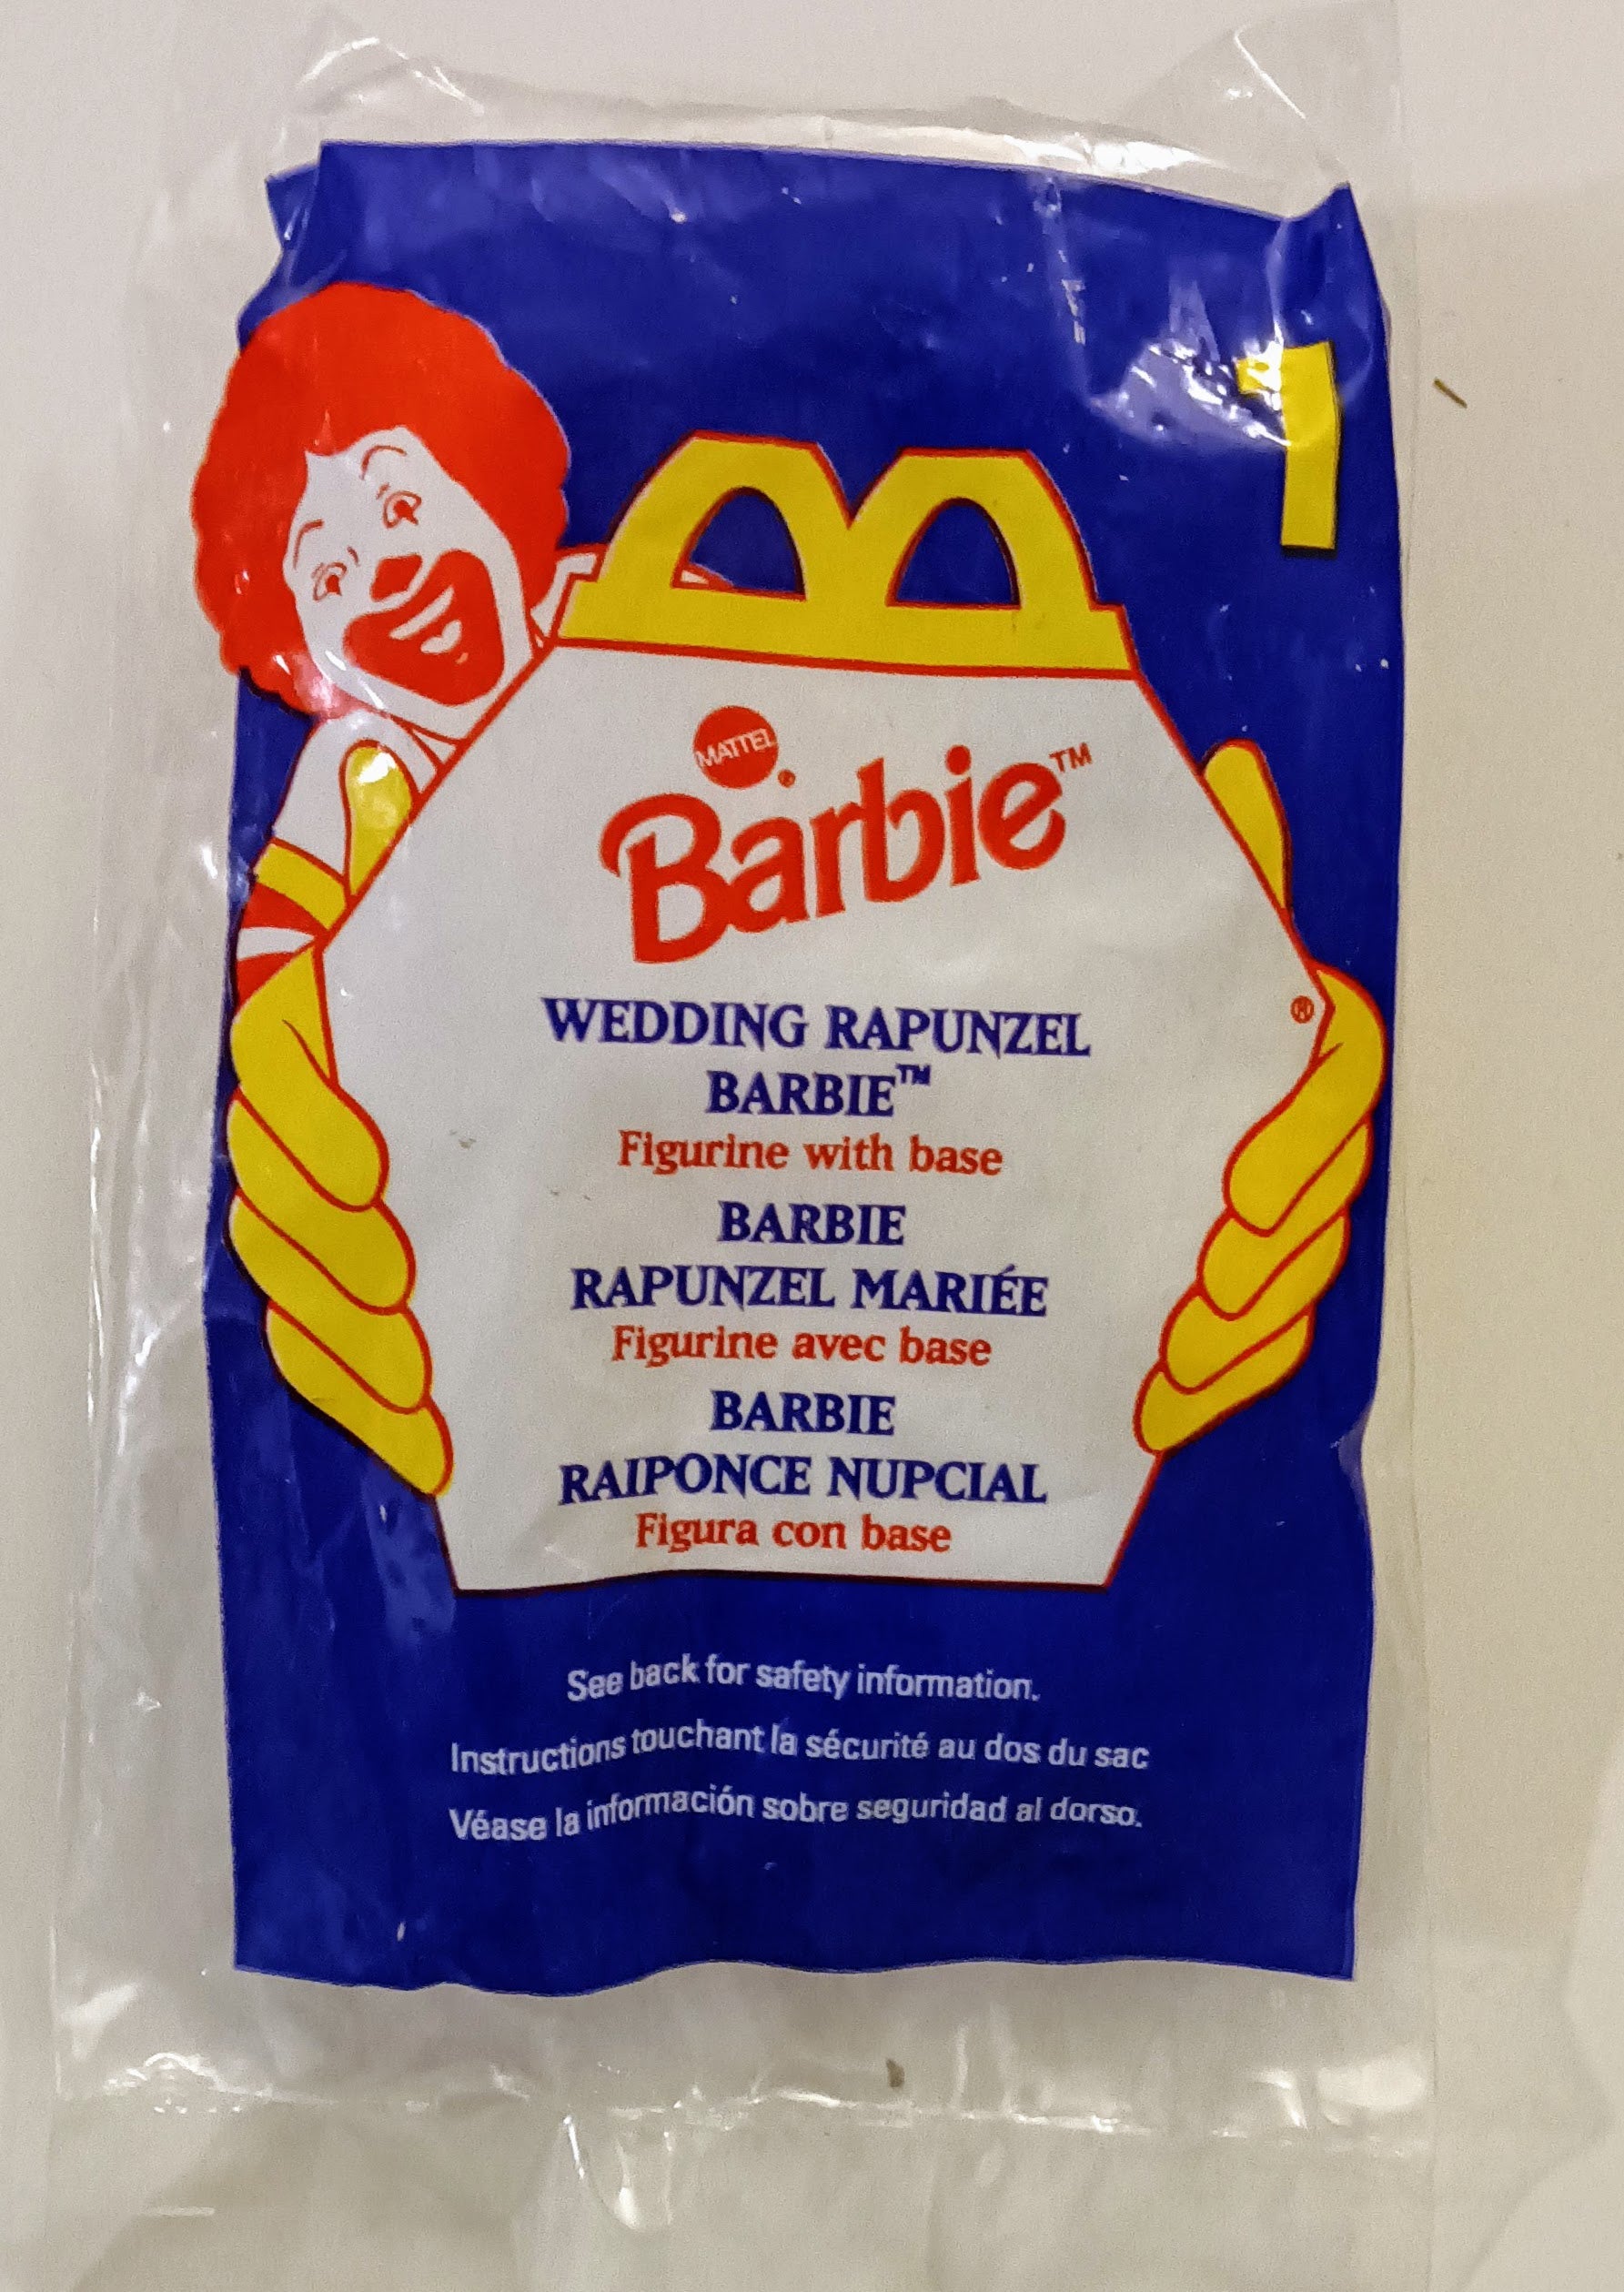 1
MATTEL
®
Barbie™
®
WEDDING RAPUNZEL
BARBIE™
Figurine with base
BARBIE
RAPUNZEL MARIÉE
Figurine avec base
BARBIE
RAIPONCE NUPCIAL
Figura con base
See back for safety information.
Instructions touchant la sécurité au dos du sac
Véase la información sobre seguridad al dorso.